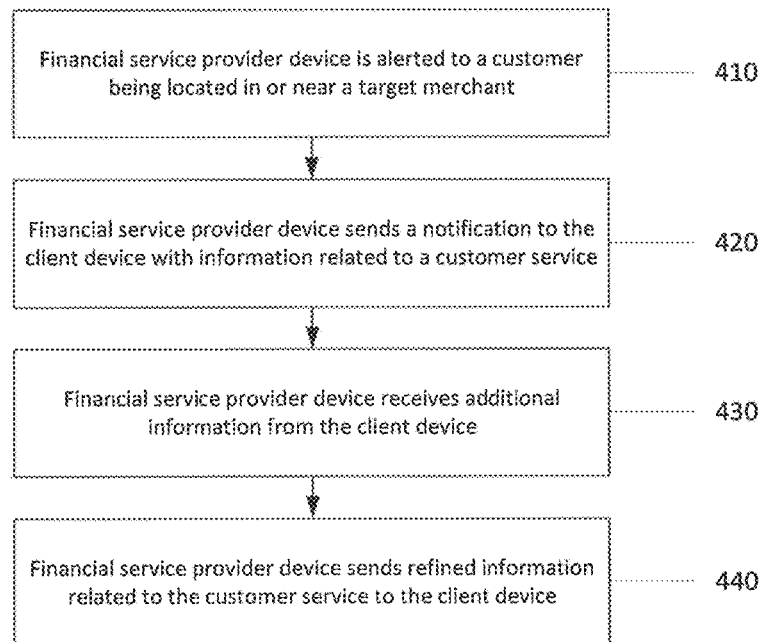 Financial service provider device is alerted to a customer
being located in or near a target merchant
410
Financial service provider device sends a notification to the
client device with information related to a customer service
420
Financial service provider device receives additional
information from the client device
430
Financial service provider device sends refined information
related to the customer service to the client device
440